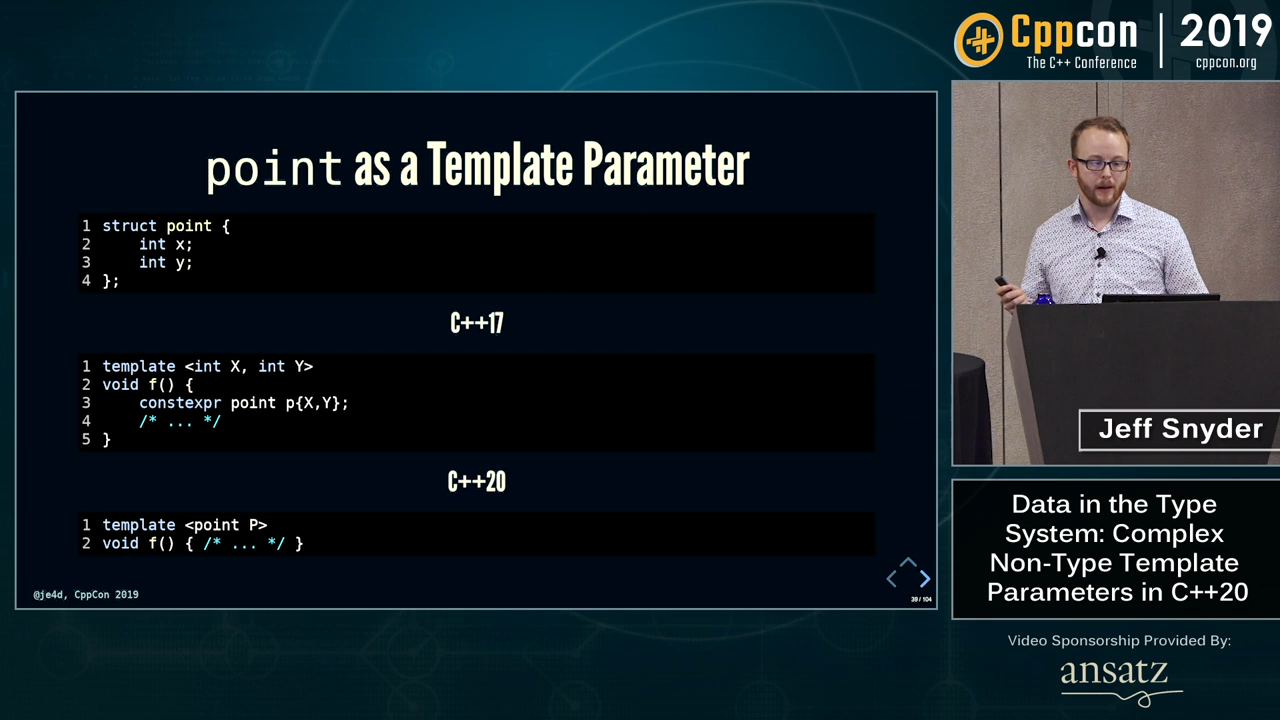 Cppcon
The C++ Conference
2019
cppcon.org
point as a Template Parameter
1 struct point {
2     int x;
3     int y;
4 };
C++17
1 template <int X, int Y>
2 void f() {
3     constexpr point p{X,Y};
4     /* ... */
5 }
C++20
1 template <point P>
2 void f() { /* ... */ }
@je4d, CppCon 2019
39 / 104
Jeff Snyder
Data in the Type
System: Complex
Non-Type Template
Parameters in C++20
Video Sponsorship Provided By:
ansatz